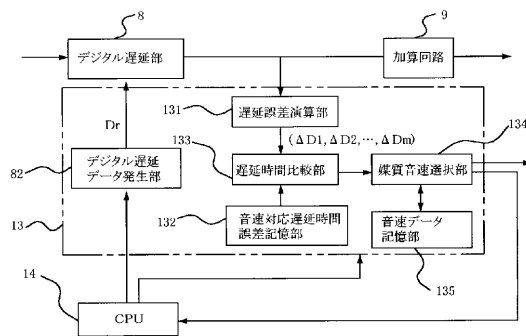 8
9
デジタル遅延部
加算回路
131
遅延誤差演算部
134
Dr
133
(ΔD1,ΔD2,…,ΔDm)
82
デジタル遅延
データ発生部
遅延時間比較部
媒質音速選択部
13
132
音速対応遅延時間
誤差記憶部
音速データ
記憶部
14
135
CPU